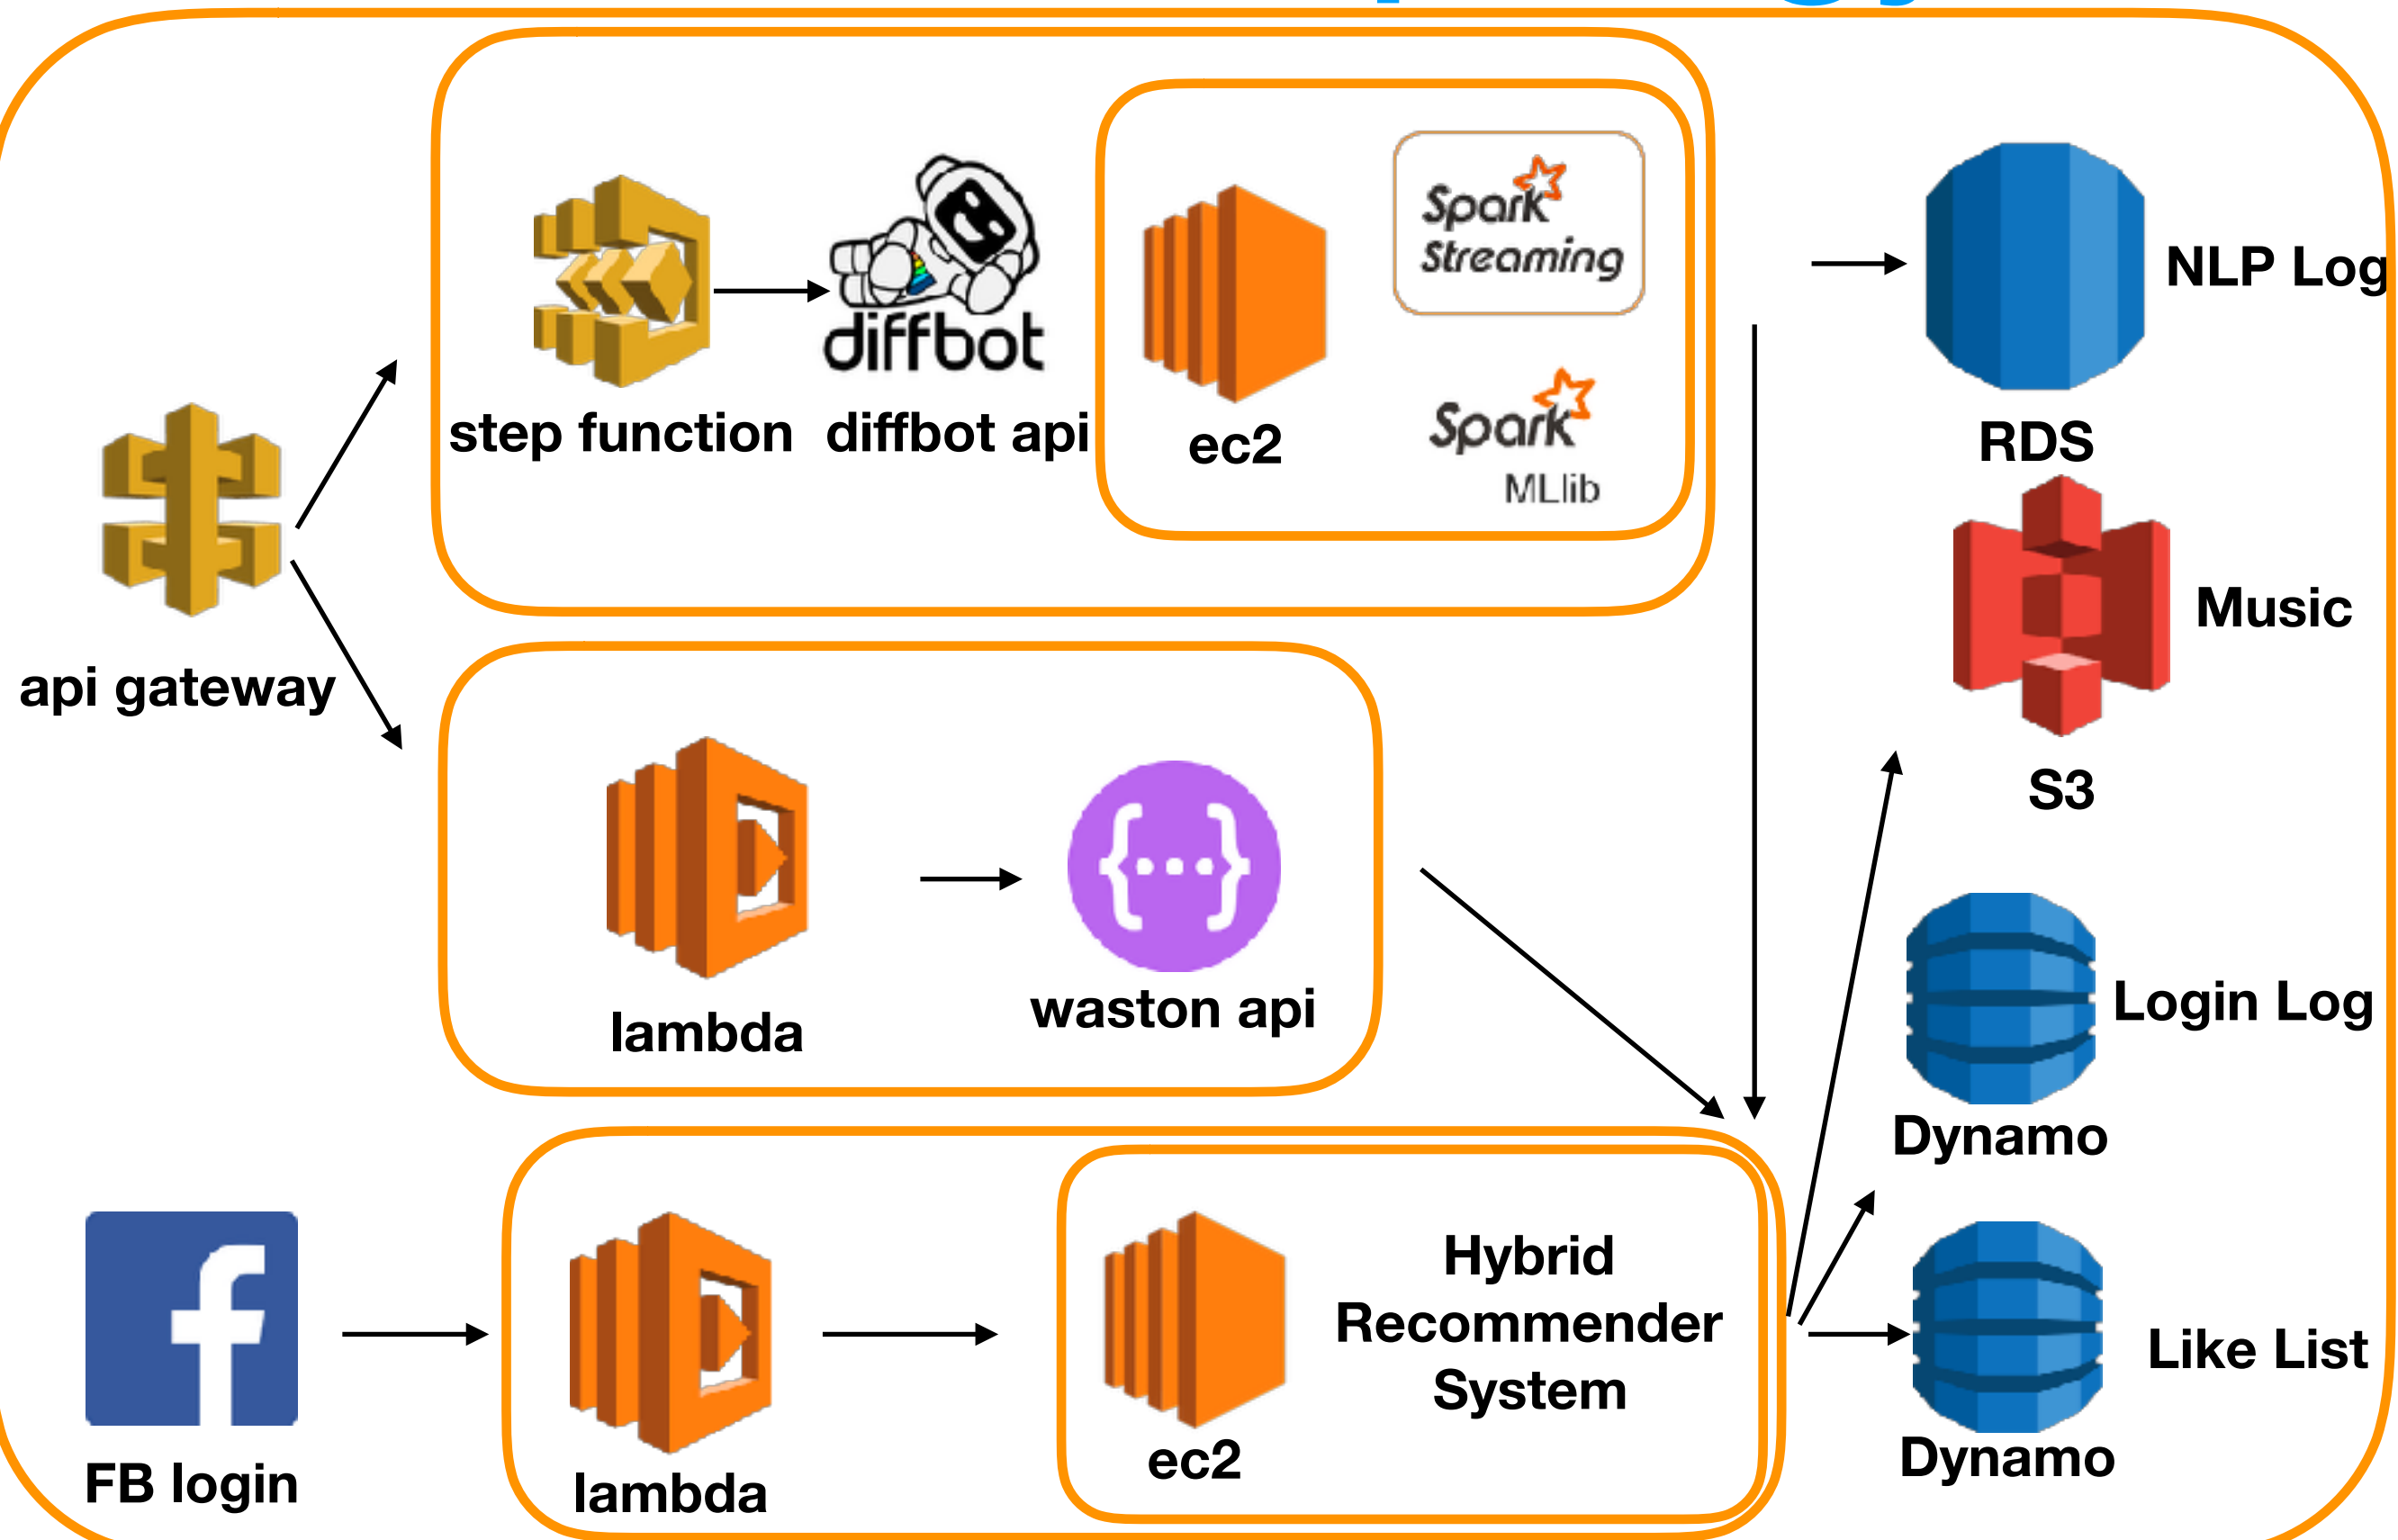 Spark
Streaming
diffbot
step function
diffbot api
ec2
Spark
MLlib
NLP Log
RDS
api gateway
Music
S3
lambda
waston api
Login Log
Dynamo
Hybrid
Recommender
System
Like List
FB login
lambda
ec2
Dynamo